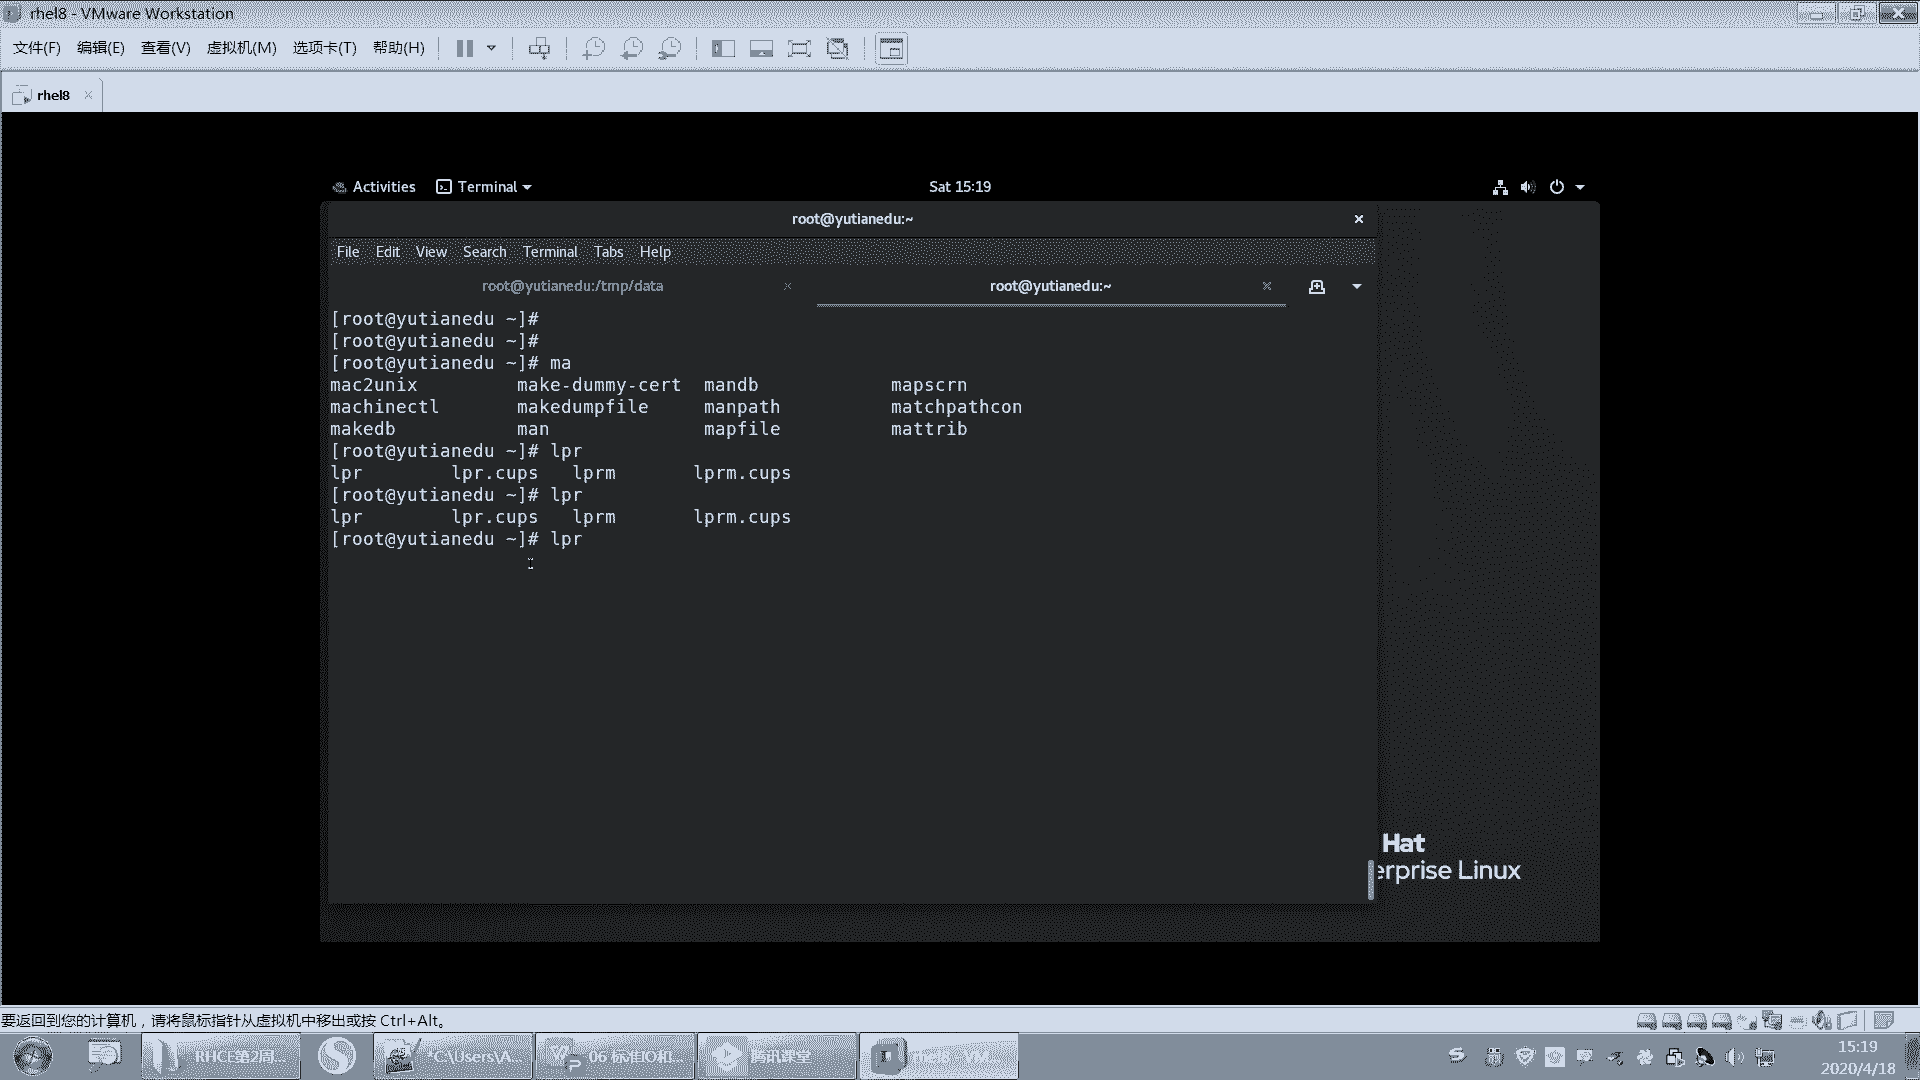 rhel8 - VMware Workstation
文件(F) 编辑(E) 查看(V) 虚拟机(M) 选项卡(T) 帮助(H)
rhel8
Activities Terminal Sat 15:19
root@yutianedu:~
File Edit View Search Terminal Tabs Help
root@yutianedu:/tmp/data root@yutianedu:~
[root@yutianedu ~]#
[root@yutianedu ~]#
[root@yutianedu ~]# ma
mac2unix make-dummy-cert mandb mapscrn
machinectl makedumpfile manpath matchpathcon
makedb man mapfile mattrib
[root@yutianedu ~]# lpr
lpr lpr.cups lprm lprm.cups
[root@yutianedu ~]# lpr
lpr lpr.cups lprm lprm.cups
[root@yutianedu ~]# lpr
Hat
erprise Linux
要返回到您的计算机，请将鼠标指针从虚拟机中移出或按 Ctrl+Alt。
RHCE第2周... *C:\Users\A... 06 标准IO和... 腾讯课堂 rhel8 - VM...
15:19
2020/4/18